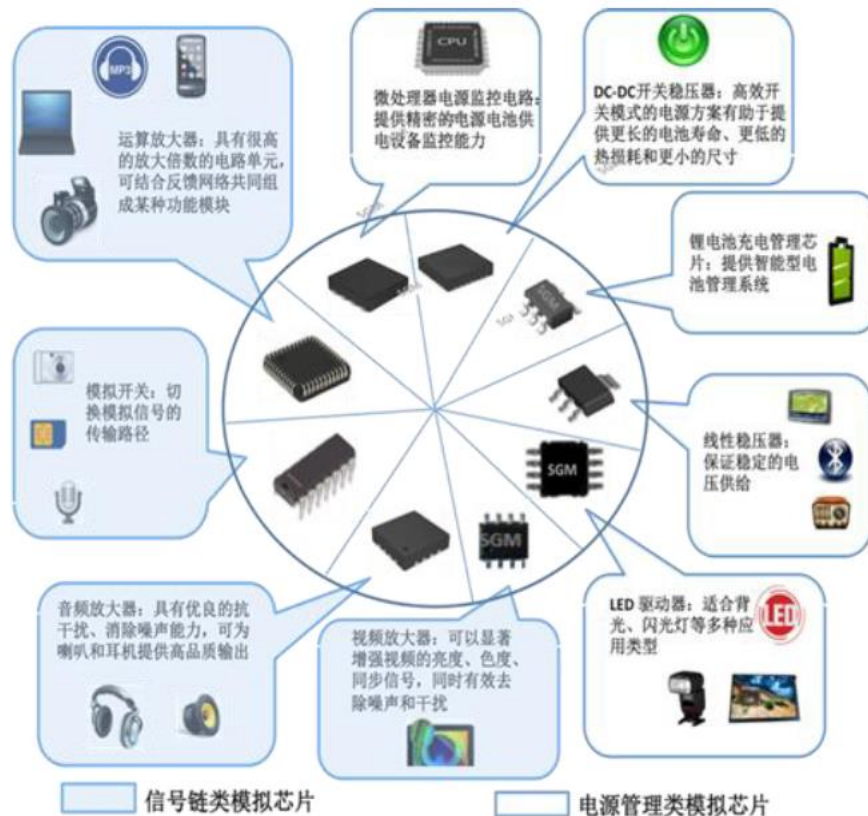 MP3
运算放大器：具有很高
的放大倍数的电路单元，
可结合反馈网络共同组
成某种功能模块
CPU
微处理器电源监控电路：
提供精密的电源电池供
电设备监控能力
DC-DC开关稳压器：高效开
关模式的电源方案有助于提
供更长的电池寿命、更低的
热损耗和更小的尺寸
锂电池充电管理芯
片：提供智能型电
池管理系统
SGM
模拟开关：切
换模拟信号的
传输路径
线性稳压器：
保证稳定的电
压供给
SGM
SGM
音频放大器：具有优良的抗
干扰、消除噪声能力，可为
喇叭和耳机提供高品质输出
视频放大器：可以显著
增强视频的亮度、色度、
同步信号，同时有效去
除噪声和干扰
LED 驱动器：适合背
光、闪光灯等多种应
用类型
LED
信号链类模拟芯片
电源管理类模拟芯片